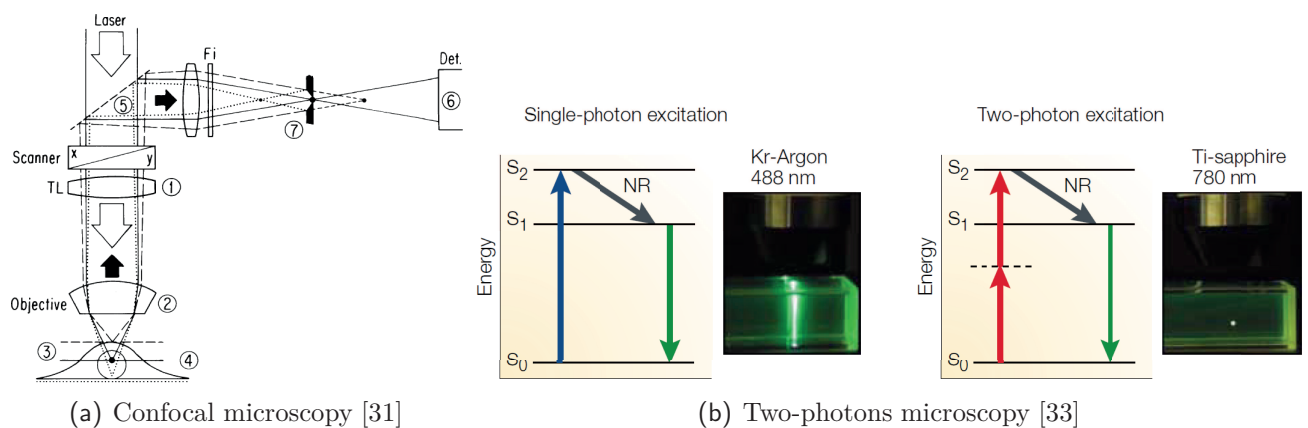 Laser
Fi
Det.
⑤
⑥
⑦
Scanner
x
y
TL
①
Objective
②
③
④
(a) Confocal microscopy [31]
Single-photon excitation
Kr-Argon
488 nm
S₂
NR
S₁
Energy
S₀
Two-photon excitation
Ti-sapphire
780 nm
S₂
NR
S₁
Energy
S₀
(b) Two-photons microscopy [33]